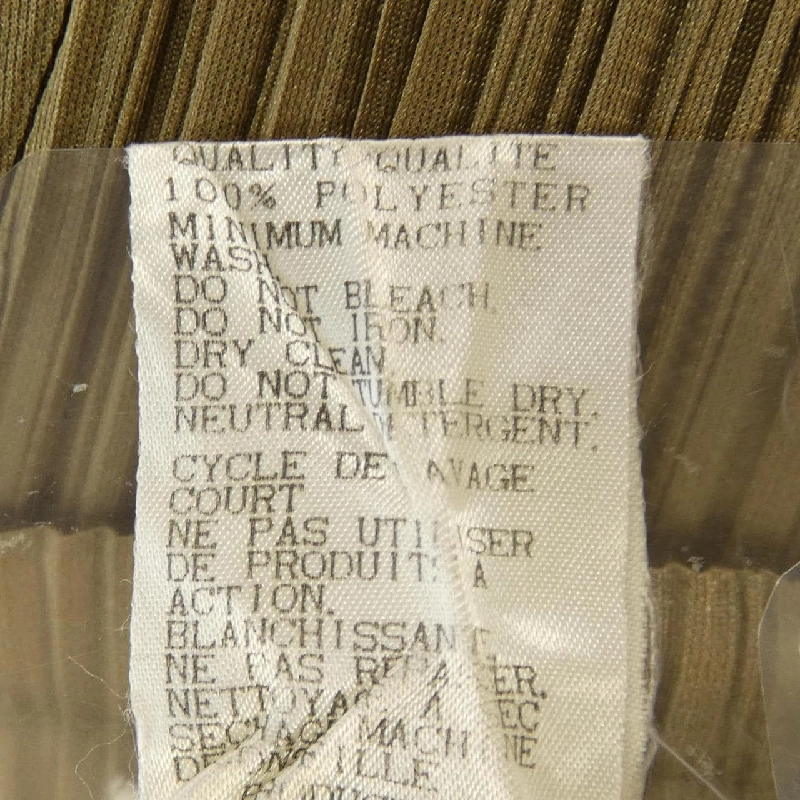 QUALITY QUALITE
100% POLYESTER
MINIMUM MACHINE
WASH
DO NOT BLEACH.
DO NOT IRON.
DRY CLEAN.
DO NOT TUMBLE DRY.
NEUTRAL DETERGENT.
CYCLE DE LAVAGE
COURT
NE PAS UTILISER
DE PRODUITS A
ACTION.
BLANCHISSANTE.
NE PAS REPASSER.
NETTOYAGE A SEC
SECHAGE MACHINE
DECONSEILLE